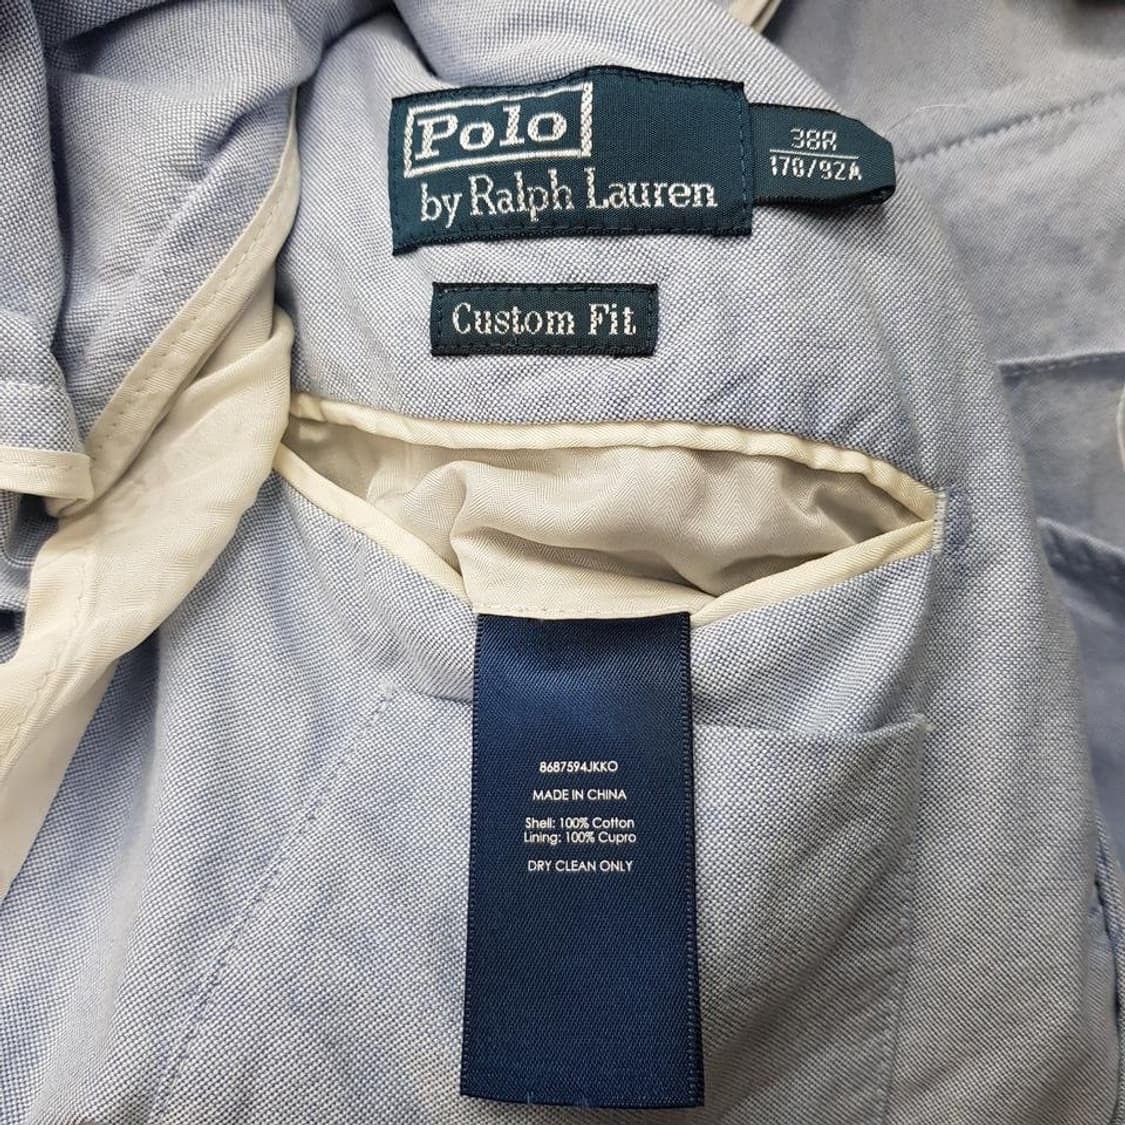 Polo
by Ralph Lauren
38R
170/92A
Custom Fit
8687594JKKO
MADE IN CHINA
Shell: 100% Cotton
Lining: 100% Cupro
DRY CLEAN ONLY